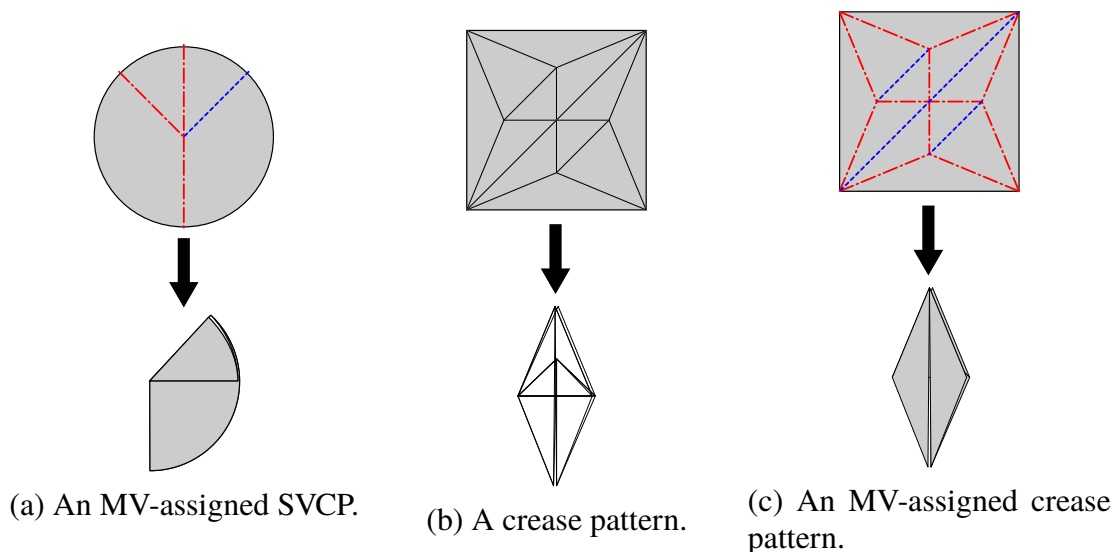 (a) An MV-assigned SVCP.
(b) A crease pattern.
(c) An MV-assigned crease
pattern.